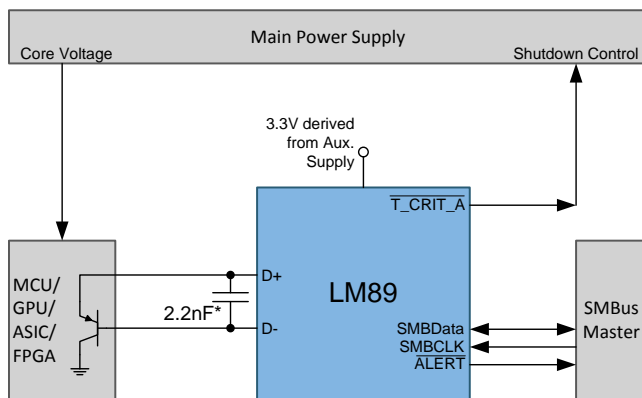 Main Power Supply
Core Voltage
Shutdown Control
3.3V derived
from Aux.
Supply
T_CRIT_A
MCU/
GPU/
ASIC/
FPGA
D+
2.2nF*
D-
LM89
SMBData
SMBCLK
ALERT
SMBus
Master